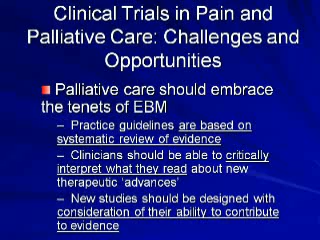 Clinical Trials in Pain and
Palliative Care: Challenges and
Opportunities
Palliative care should embrace
the tenets of EBM
– Practice guidelines are based on
systematic review of evidence
– Clinicians should be able to critically
interpret what they read about new
therapeutic ‘advances’
– New studies should be designed with
consideration of their ability to contribute
to evidence